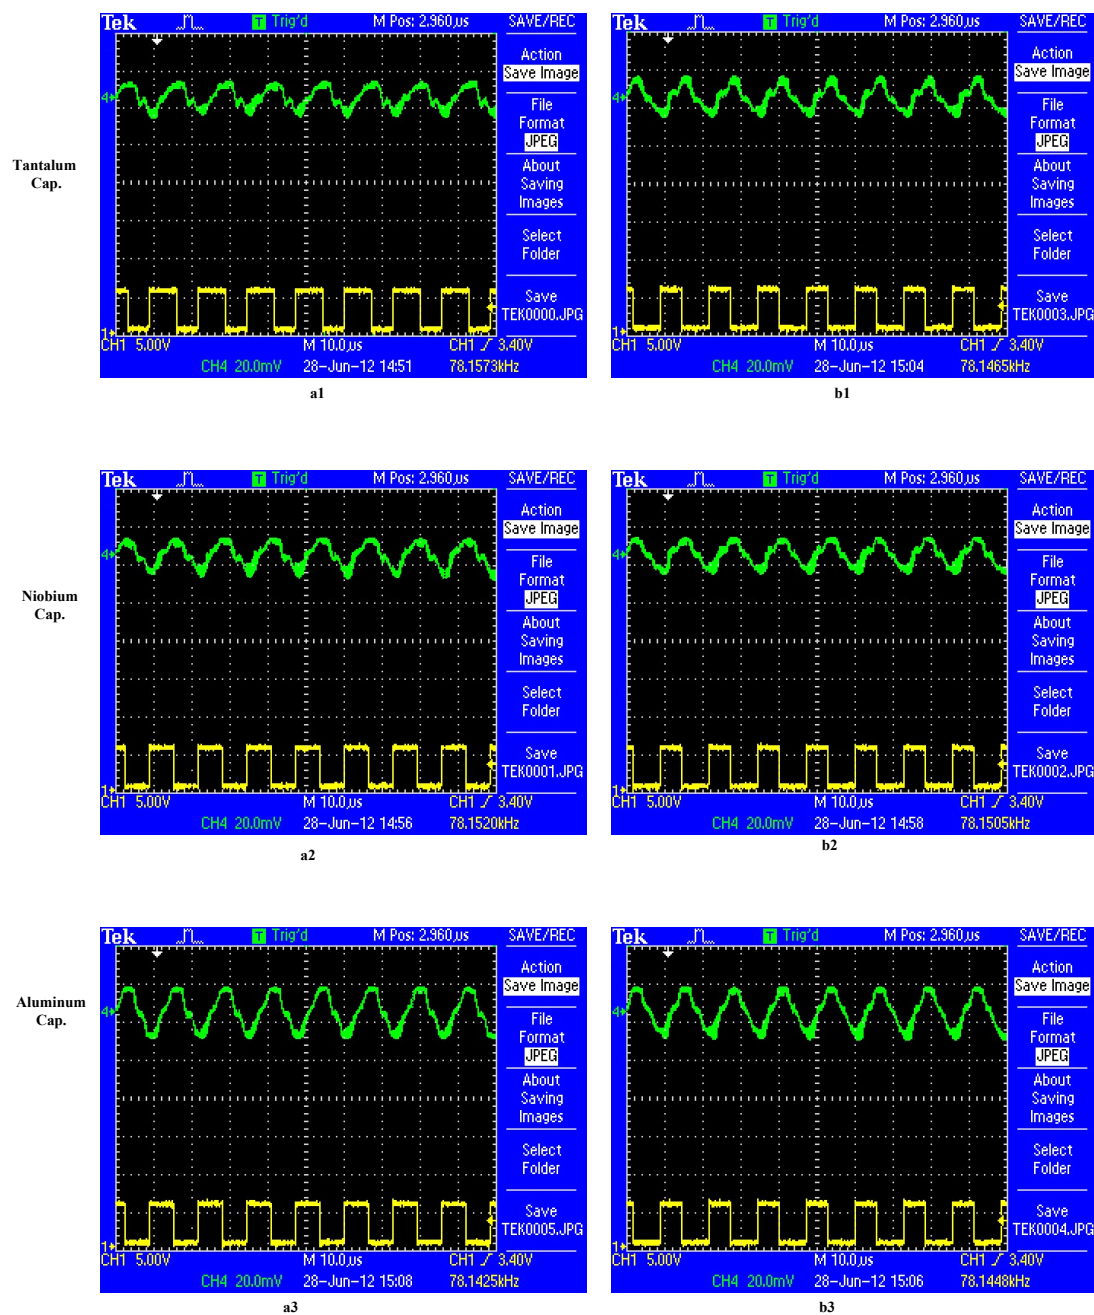 Tek T Trig'd M Pos: 2.960µs SAVE/REC
Action
Save Image
4
File
Format
JPEG
About
Saving
Images
Select
Folder
Save
TEK0000.JPG
1
CH1 5.00V M 10.0µs CH1 3.40V
CH4 20.0mV 28-Jun-12 14:51 78.1573kHz
Tantalum
Cap.
a1
Tek T Trig'd M Pos: 2.960µs SAVE/REC
Action
Save Image
4
File
Format
JPEG
About
Saving
Images
Select
Folder
Save
TEK0003.JPG
1
CH1 5.00V M 10.0µs CH1 3.40V
CH4 20.0mV 28-Jun-12 15:04 78.1465kHz
b1
Tek T Trig'd M Pos: 2.960µs SAVE/REC
Action
Save Image
4
File
Format
JPEG
About
Saving
Images
Select
Folder
Save
TEK0001.JPG
1
CH1 5.00V M 10.0µs CH1 3.40V
CH4 20.0mV 28-Jun-12 14:56 78.1520kHz
Niobium
Cap.
a2
Tek T Trig'd M Pos: 2.960µs SAVE/REC
Action
Save Image
4
File
Format
JPEG
About
Saving
Images
Select
Folder
Save
TEK0002.JPG
1
CH1 5.00V M 10.0µs CH1 3.40V
CH4 20.0mV 28-Jun-12 14:58 78.1505kHz
b2
Tek T Trig'd M Pos: 2.960µs SAVE/REC
Action
Save Image
4
File
Format
JPEG
About
Saving
Images
Select
Folder
Save
TEK0005.JPG
1
CH1 5.00V M 10.0µs CH1 3.40V
CH4 20.0mV 28-Jun-12 15:08 78.1425kHz
Aluminum
Cap.
a3
Tek T Trig'd M Pos: 2.960µs SAVE/REC
Action
Save Image
4
File
Format
JPEG
About
Saving
Images
Select
Folder
Save
TEK0004.JPG
1
CH1 5.00V M 10.0µs CH1 3.40V
CH4 20.0mV 28-Jun-12 15:06 78.1448kHz
b3